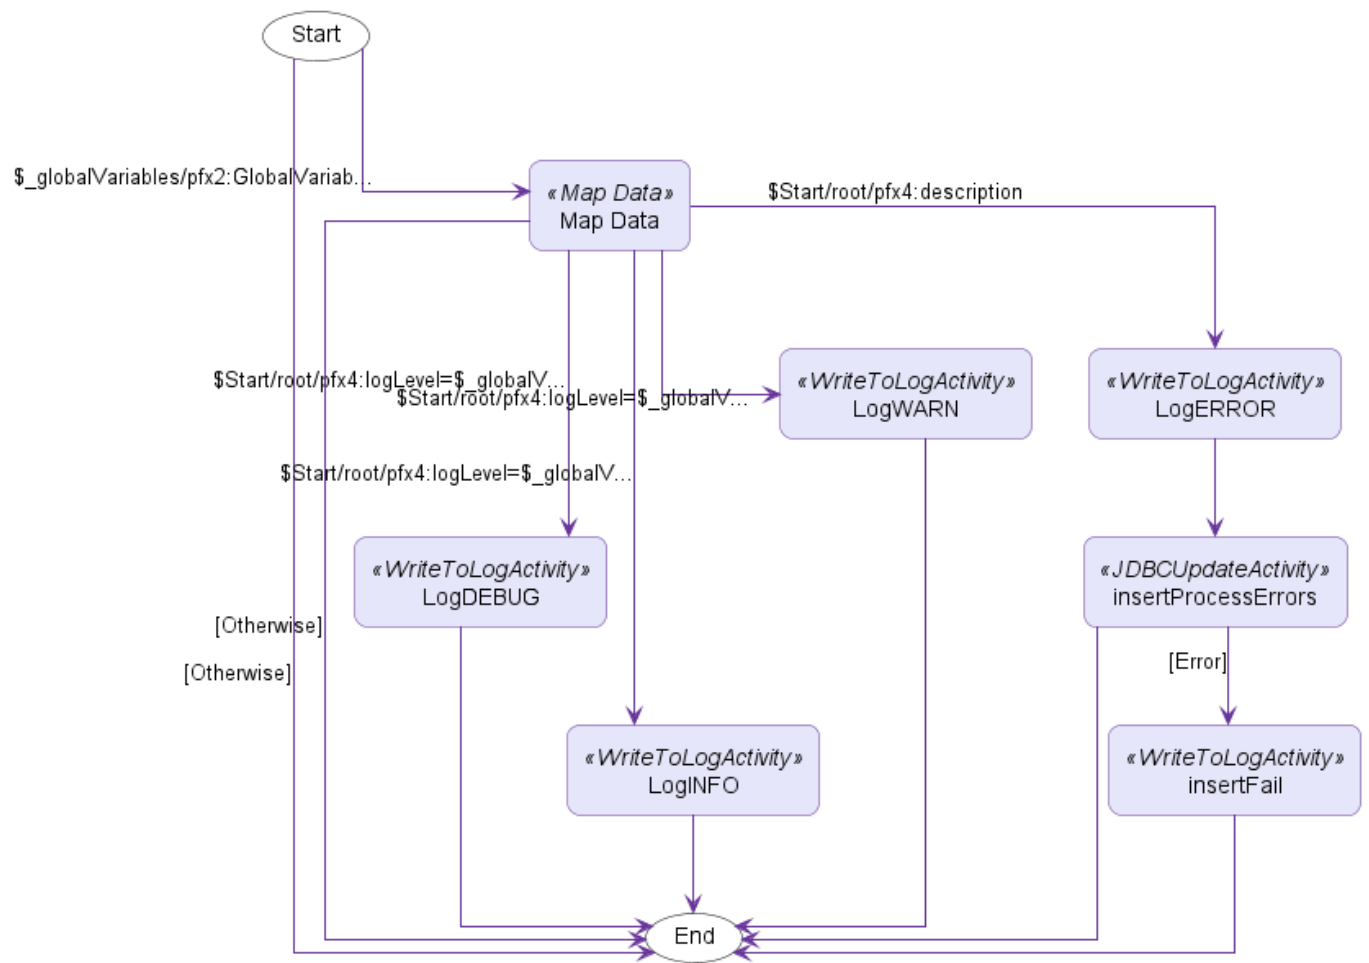 Start
$_globalVariables/pfx2:GlobalVariab...
«Map Data»
Map Data
$Start/root/pfx4:description
$Start/root/pfx4:logLevel=$_globalV...
$Start/root/pfx4:logLevel=$_globalV...
«WriteToLogActivity»
LogWARN
«WriteToLogActivity»
LogERROR
$Start/root/pfx4:logLevel=$_globalV...
«WriteToLogActivity»
LogDEBUG
«JDBCUpdateActivity»
insertProcessErrors
[Otherwise]
[Otherwise]
[Error]
«WriteToLogActivity»
LogINFO
«WriteToLogActivity»
insertFail
End